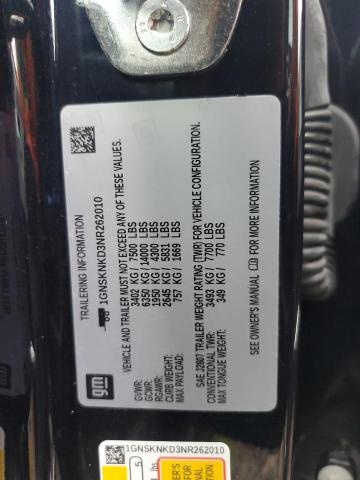 TRAILERING INFORMATION
1GNSKNKD3NR262010
VEHICLE AND TRAILER MUST NOT EXCEED ANY OF THESE VALUES.
GVWR: 3402 KG / 7500 LBS
GCWR: 6350 KG / 14000 LBS
RGAWR: 1950 KG / 4300 LBS
CURB WEIGHT: 2645 KG / 5831 LBS
MAX PAYLOAD: 757 KG / 1669 LBS
SAE J2807 TRAILER WEIGHT RATING (TWR) FOR VEHICLE CONFIGURATION.
CONVENTIONAL TWR: 3493 KG / 7700 LBS
MAX TONGUE WEIGHT: 349 KG / 770 LBS
SEE OWNER'S MANUAL FOR MORE INFORMATION
gm
1GNSKNKD3NR262010